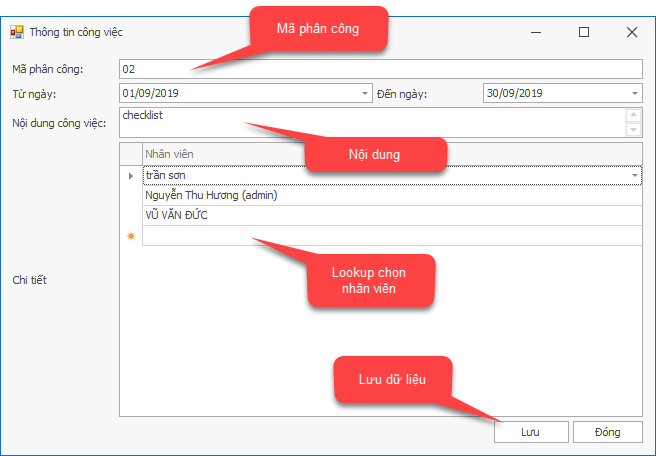 Mã phân công
Thông tin công việc
Mã phân công: 02
Từ ngày: 01/09/2019 Đến ngày: 30/09/2019
Nội dung công việc: checklist
Nội dung
Nhân viên
trần sơn
Nguyễn Thu Hương (admin)
VŨ VĂN ĐỨC
Lookup chọn
nhân viên
Chi tiết
Lưu dữ liệu
Lưu Đóng